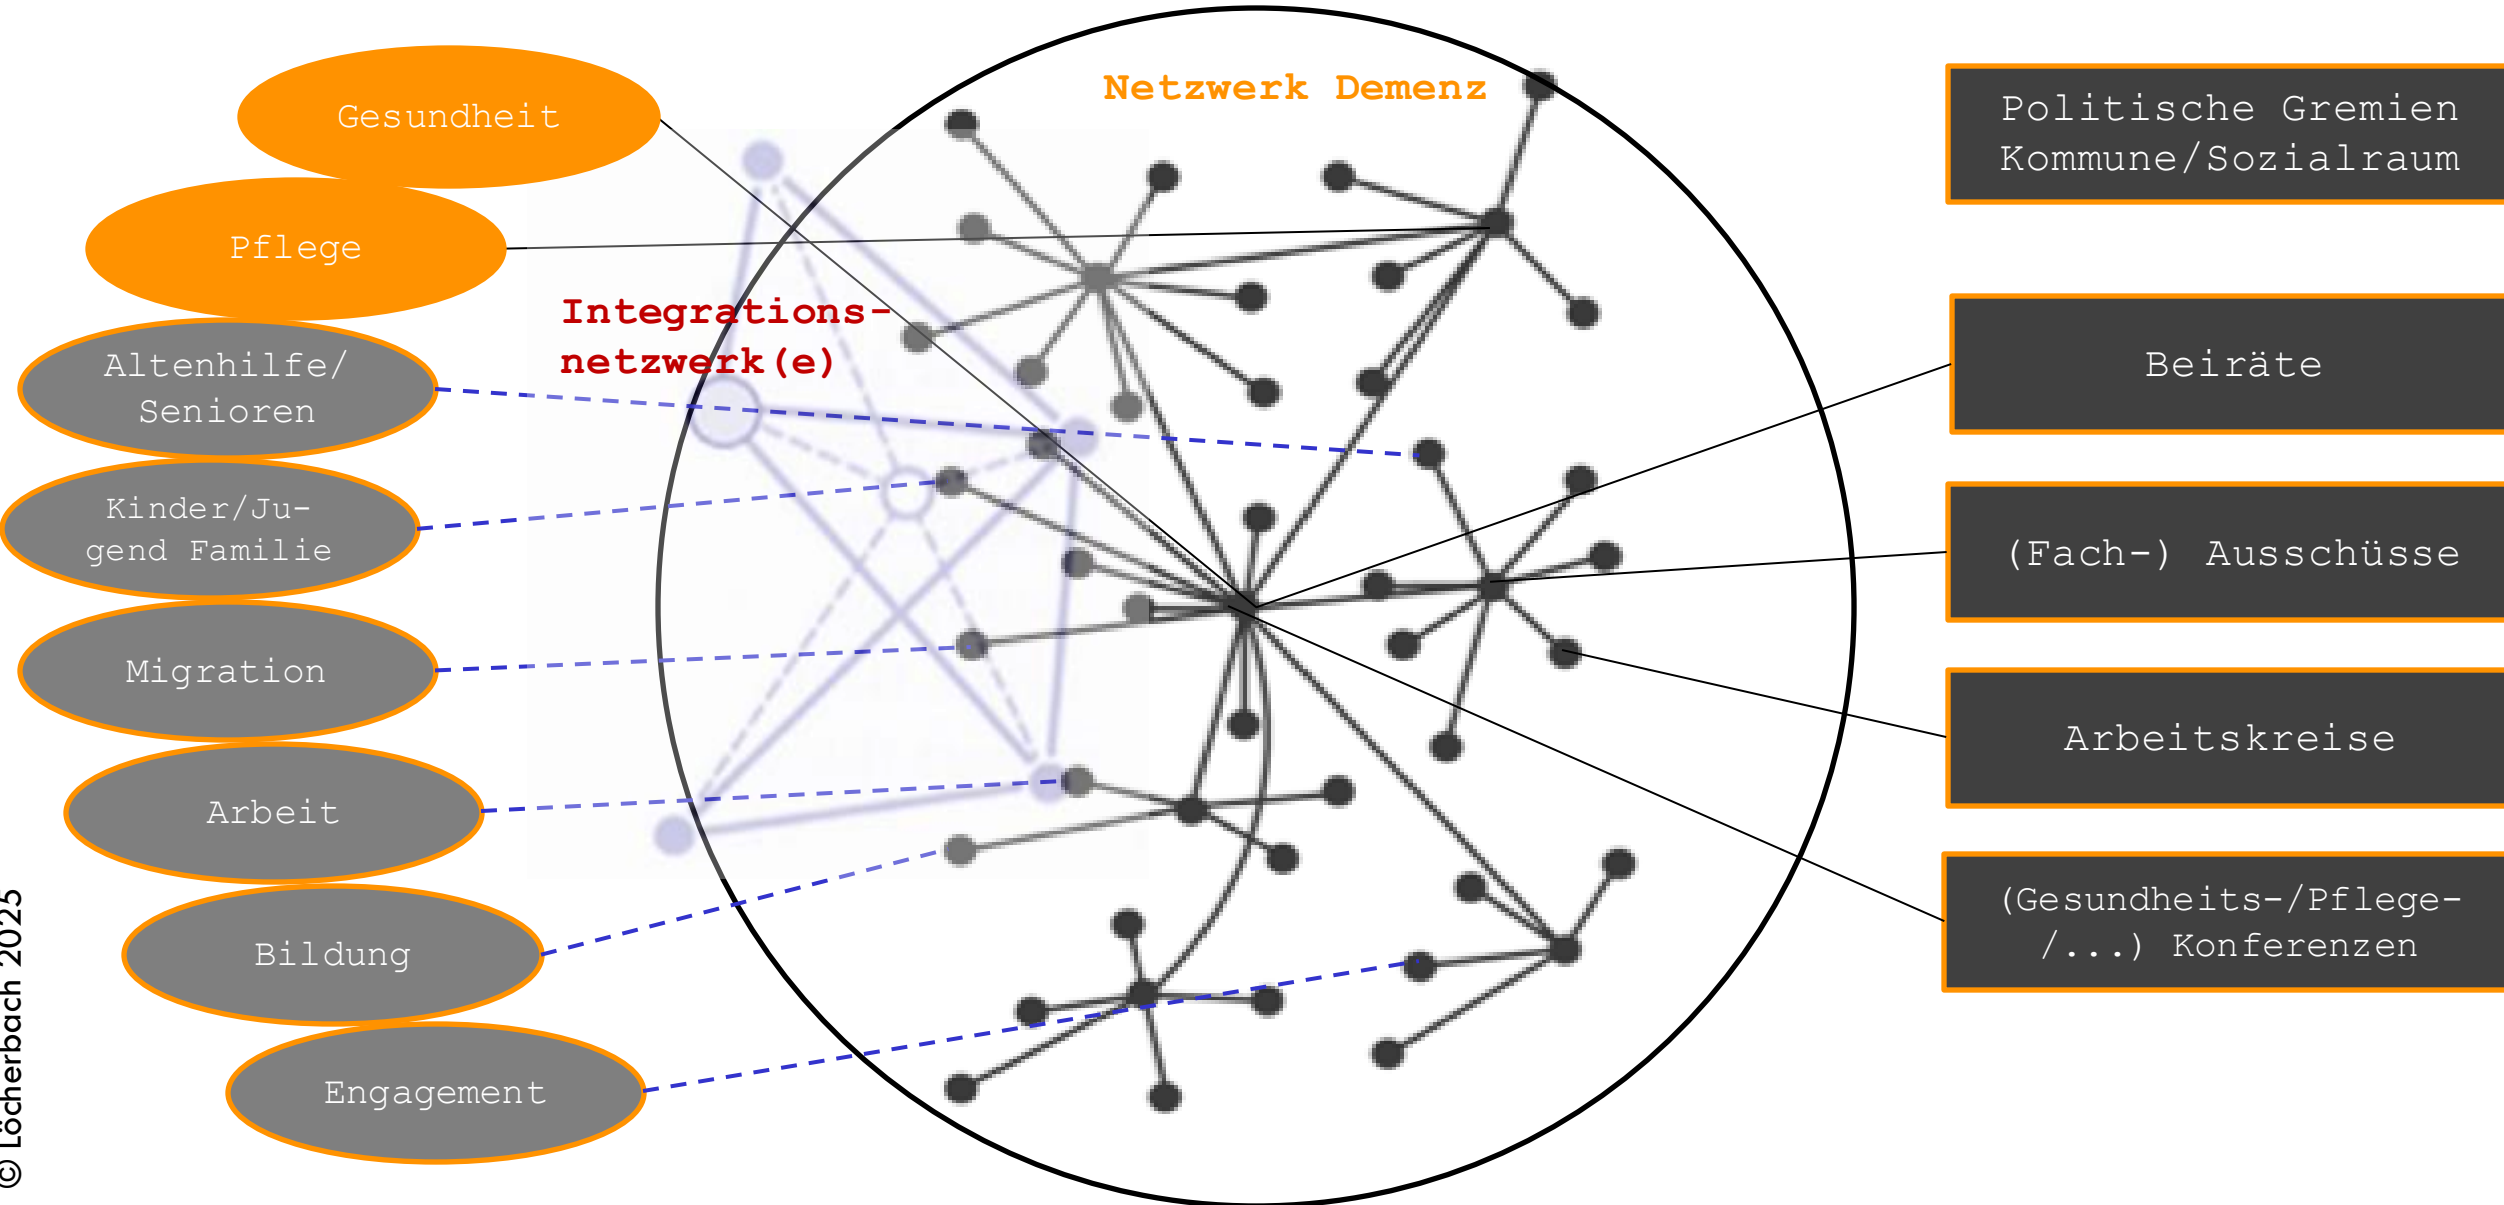 Netzwerk Demenz
Gesundheit
Pflege
Integrations-
netzwerk(e)
Altenhilfe/
Senioren
Kinder/Ju-
gend Familie
Migration
Arbeit
Bildung
Engagement
Politische Gremien
Kommune/Sozialraum
Beiräte
(Fach-) Ausschüsse
Arbeitskreise
(Gesundheits-/Pflege-
/...) Konferenzen
© Löcherbach 2025